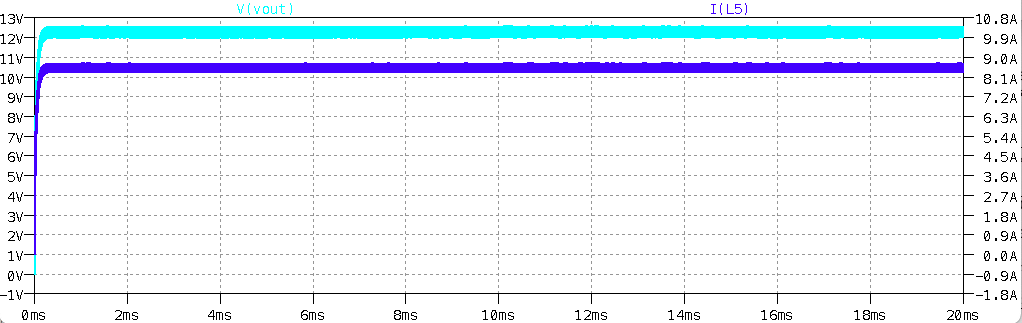 V(vout) I(L5)
13V 10.8A
12V 9.9A
11V 9.0A
10V 8.1A
9V 7.2A
8V 6.3A
7V 5.4A
6V 4.5A
5V 3.6A
4V 2.7A
3V 1.8A
2V 0.9A
1V 0.0A
0V -0.9A
-1V -1.8A
0ms 2ms 4ms 6ms 8ms 10ms 12ms 14ms 16ms 18ms 20ms